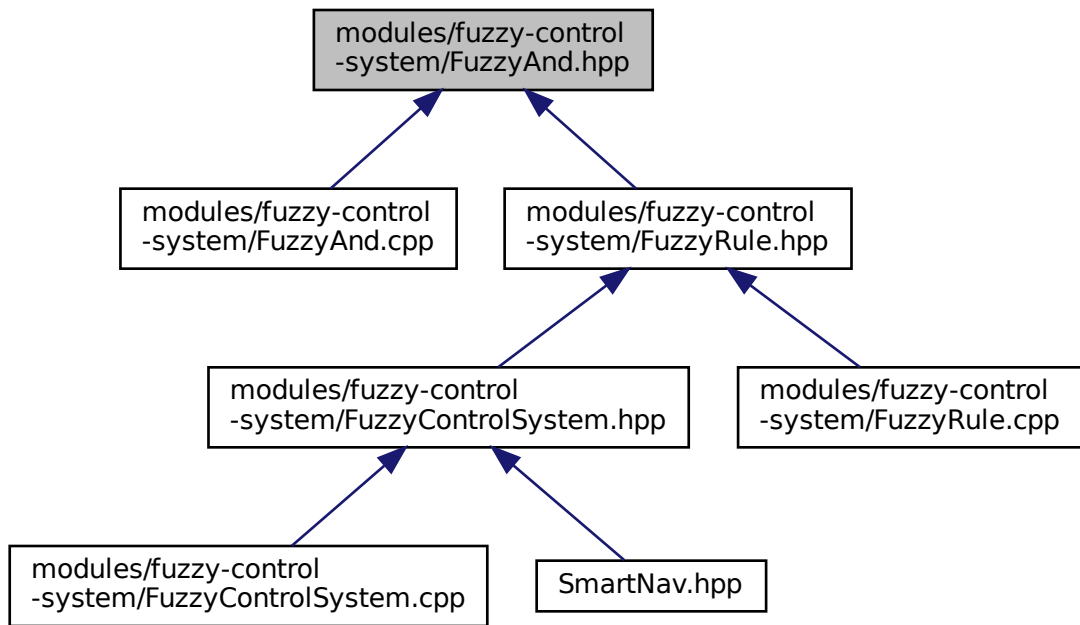 modules/fuzzy-control
-system/FuzzyAnd.hpp
modules/fuzzy-control
-system/FuzzyAnd.cpp
modules/fuzzy-control
-system/FuzzyRule.hpp
modules/fuzzy-control
-system/FuzzyControlSystem.hpp
modules/fuzzy-control
-system/FuzzyRule.cpp
modules/fuzzy-control
-system/FuzzyControlSystem.cpp
SmartNav.hpp